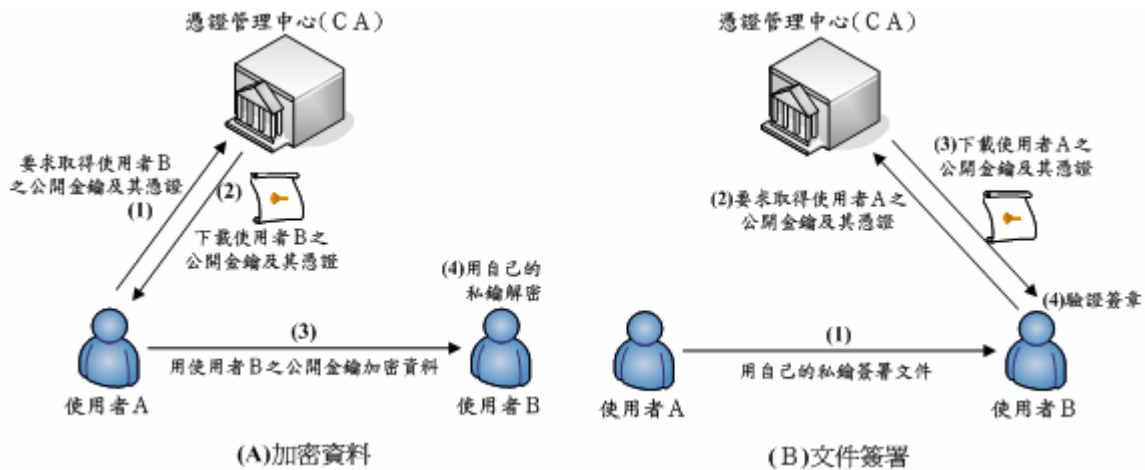 憑證管理中心(CA)
要求取得使用者B
之公開金鑰及其憑證
(1)
(2)
下載使用者B之
公開金鑰及其憑證
(4)用自己的
私鑰解密
(3)
用使用者B之公開金鑰加密資料
使用者A
使用者B
(A)加密資料
憑證管理中心(CA)
(3)下載使用者A之
公開金鑰及其憑證
(2)要求取得使用者A之
公開金鑰及其憑證
(4)驗證簽章
(1)
用自己的私鑰簽署文件
使用者A
使用者B
(B)文件簽署